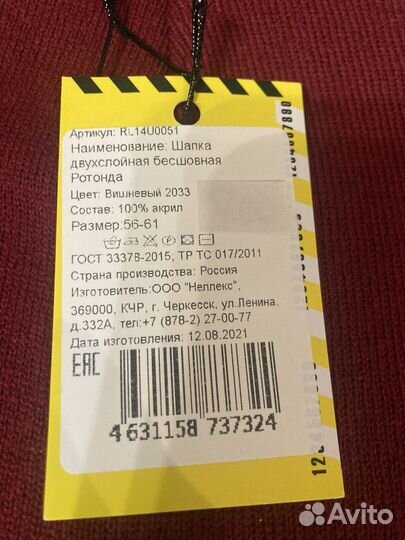 Артикул: RL14U0051
Наименование: Шапка
двухслойная бесшовная
Ротонда
Цвет: Вишневый 2033
Состав: 100% акрил
Размер:56-61
ГОСТ 33378-2015, ТР ТС 017/2011
Страна производства: Россия
Изготовитель:ООО "Неллекс",
369000, КЧР, г. Черкесск, ул.Ленина,
д.332А, тел:+7 (878-2) 27-00-77
Дата изготовления: 12.08.2021
EAC
4 631158 737324
Avito